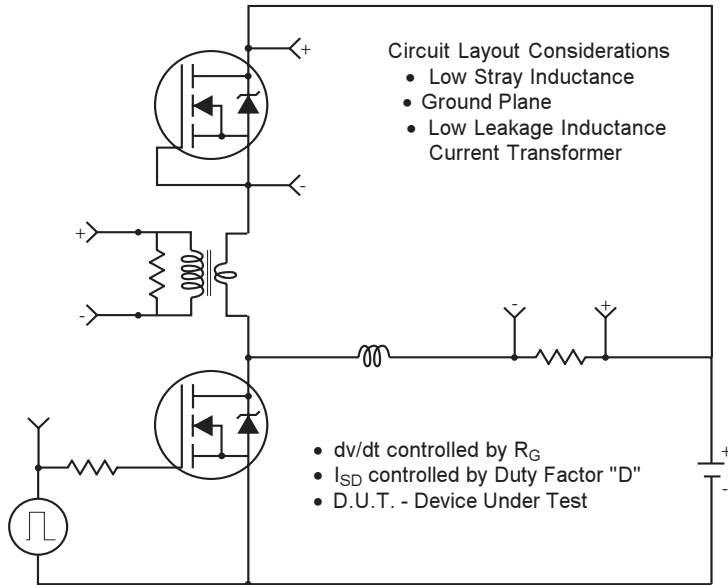 +
Circuit Layout Considerations
• Low Stray Inductance
• Ground Plane
• Low Leakage Inductance
Current Transformer
-
+
-
-
+
• dv/dt controlled by RG
• ISD controlled by Duty Factor "D"
• D.U.T. - Device Under Test
+
-